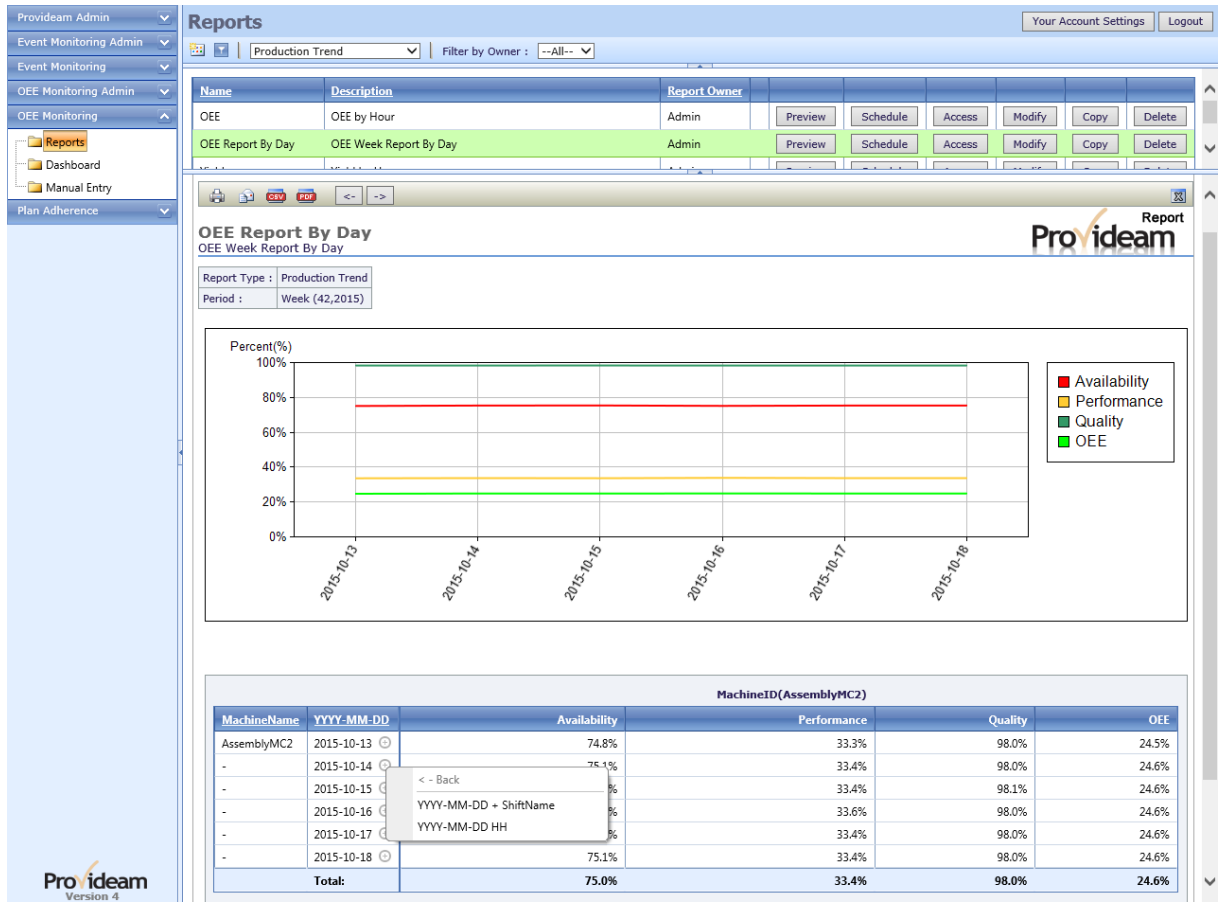 Provideam Admin
Event Monitoring Admin
Event Monitoring
OEE Monitoring Admin
OEE Monitoring
Reports
Dashboard
Manual Entry
Plan Adherence
Provideam
Version 4
Reports
Your Account Settings Logout
Production Trend Filter by Owner : --All--
Name Description Report Owner
OEE OEE by Hour Admin Preview Schedule Access Modify Copy Delete
OEE Report By Day OEE Week Report By Day Admin Preview Schedule Access Modify Copy Delete
CSV PDF <- ->
OEE Report By Day
OEE Week Report By Day
Report
Provideam
Report Type : Production Trend
Period : Week (42,2015)
Percent(%)
100%
80%
60%
40%
20%
0%
2015-10-13 2015-10-14 2015-10-15 2015-10-16 2015-10-17 2015-10-18
Availability
Performance
Quality
OEE
MachineID(AssemblyMC2)
MachineName YYYY-MM-DD Availability Performance Quality OEE
AssemblyMC2 2015-10-13 74.8% 33.3% 98.0% 24.5%
- 2015-10-14 75.1% 33.4% 98.0% 24.6%
- 2015-10-15 % 33.4% 98.1% 24.6%
- 2015-10-16 % 33.6% 98.0% 24.6%
- 2015-10-17 % 33.4% 98.0% 24.6%
- 2015-10-18 75.1% 33.4% 98.0% 24.6%
Total: 75.0% 33.4% 98.0% 24.6%
< - Back
YYYY-MM-DD + ShiftName
YYYY-MM-DD HH